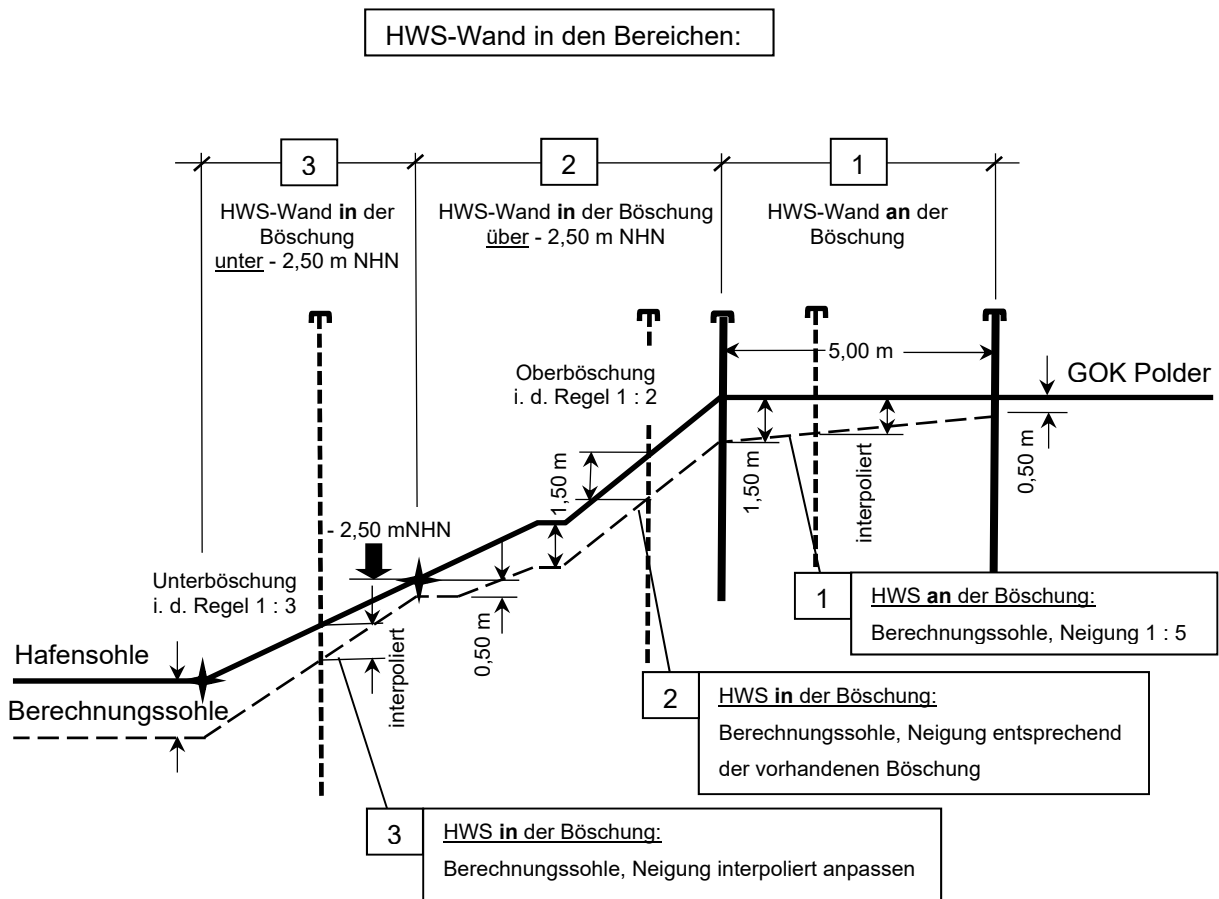 HWS-Wand in den Bereichen:
3
2
1
HWS-Wand in der
Böschung
unter - 2,50 m NHN
HWS-Wand in der Böschung
über - 2,50 m NHN
HWS-Wand an der
Böschung
5,00 m
GOK Polder
Oberböschung
i. d. Regel 1 : 2
1,50 m
1,50 m
interpoliert
0,50 m
- 2,50 mNHN
Unterböschung
i. d. Regel 1 : 3
0,50 m
interpoliert
Hafensohle
Berechnungssohle
1
HWS an der Böschung:
Berechnungssohle, Neigung 1 : 5
2
HWS in der Böschung:
Berechnungssohle, Neigung entsprechend
der vorhandenen Böschung
3
HWS in der Böschung:
Berechnungssohle, Neigung interpoliert anpassen